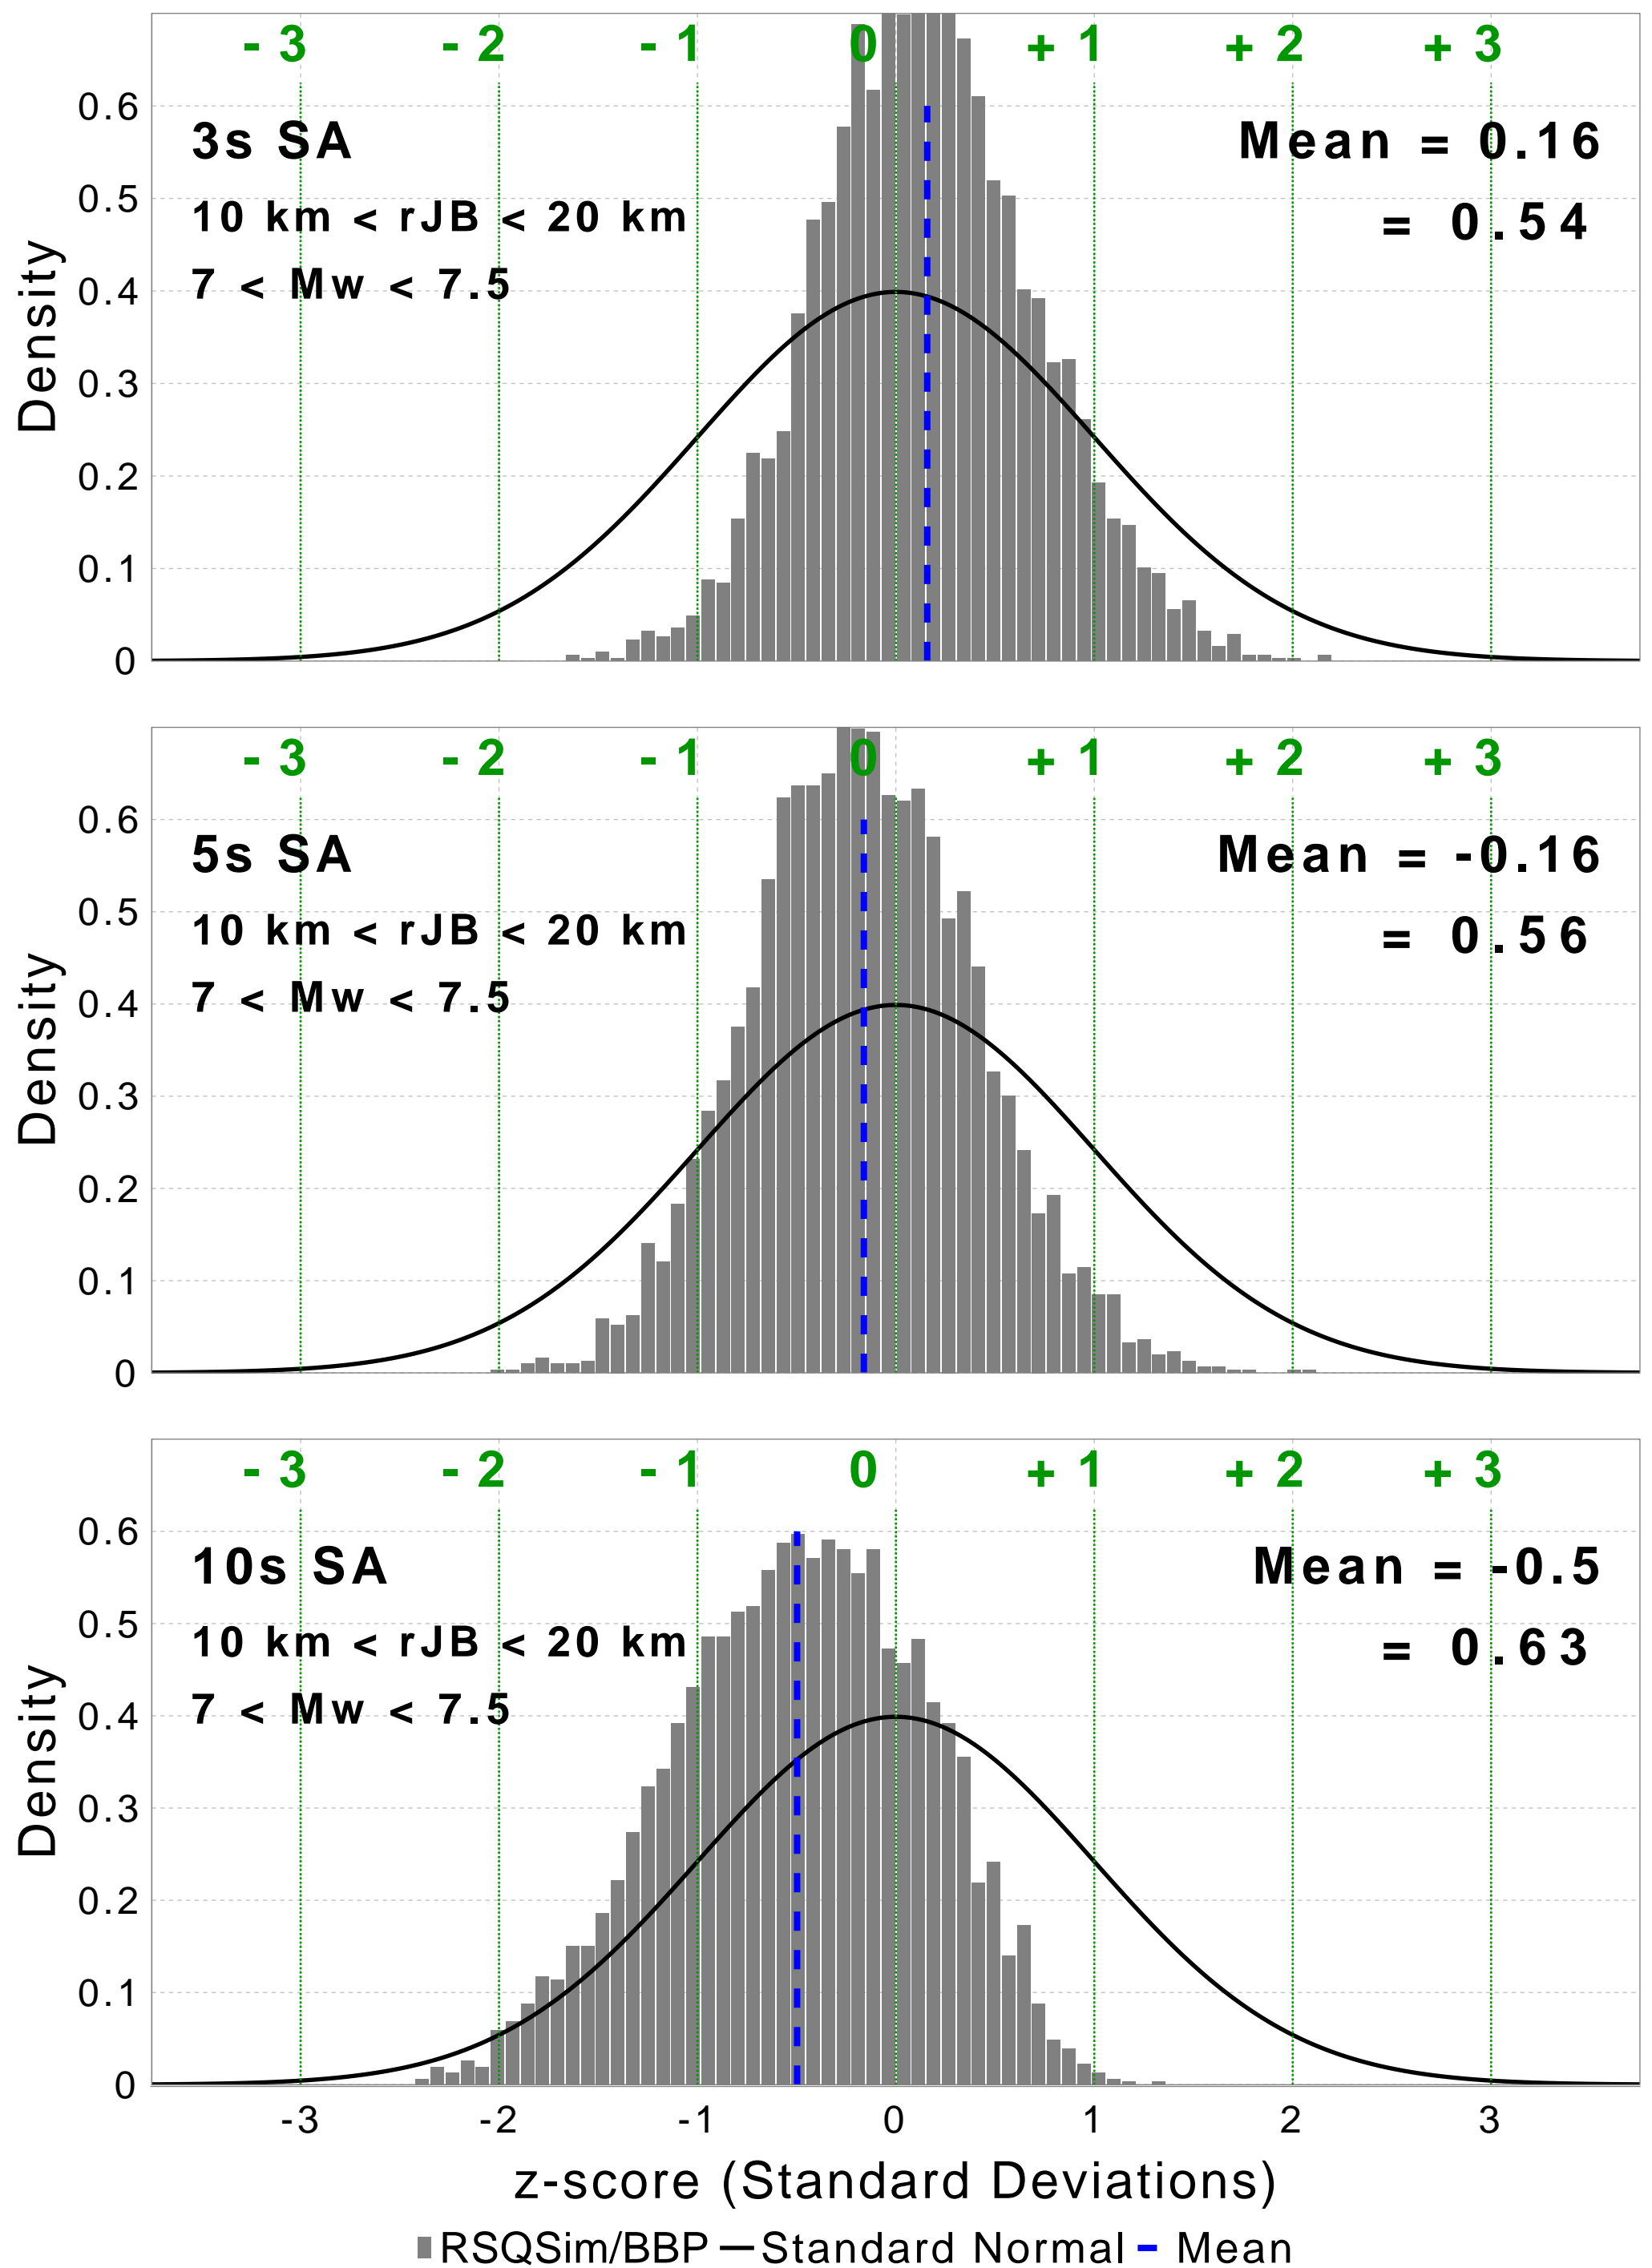 - 3 - 2 - 1 0 + 1 + 2 + 3
0.6
3s SA Mean = 0.16
0.5
10 km < rJB < 20 km = 0.54
7 < Mw < 7.5
0.4
0.3
0.2
0.1
0
Density
- 3 - 2 - 1 0 + 1 + 2 + 3
0.6
5s SA Mean = -0.16
0.5
10 km < rJB < 20 km = 0.56
7 < Mw < 7.5
0.4
0.3
0.2
0.1
0
Density
- 3 - 2 - 1 0 + 1 + 2 + 3
0.6
10s SA Mean = -0.5
0.5
10 km < rJB < 20 km = 0.63
7 < Mw < 7.5
0.4
0.3
0.2
0.1
0
Density
-3 -2 -1 0 1 2 3
z-score (Standard Deviations)
RSQSim/BBP Standard Normal Mean